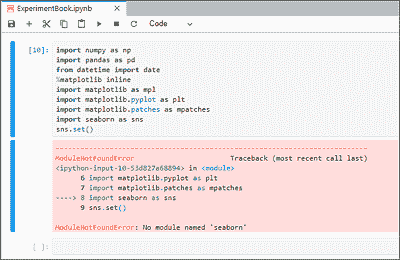 ExperimentBook.ipynb
Code
[10]:
import numpy as np
import pandas as pd
from datetime import date
%matplotlib inline
import matplotlib as mpl
import matplotlib.pyplot as plt
import matplotlib.patches as mpatches
import seaborn as sns
sns.set()
---------------------------------------------------------------------------
ModuleNotFoundError Traceback (most recent call last)
<ipython-input-10-53d827a68894> in <module>
6 import matplotlib.pyplot as plt
7 import matplotlib.patches as mpatches
----> 8 import seaborn as sns
9 sns.set()
ModuleNotFoundError: No module named 'seaborn'
[ ]: